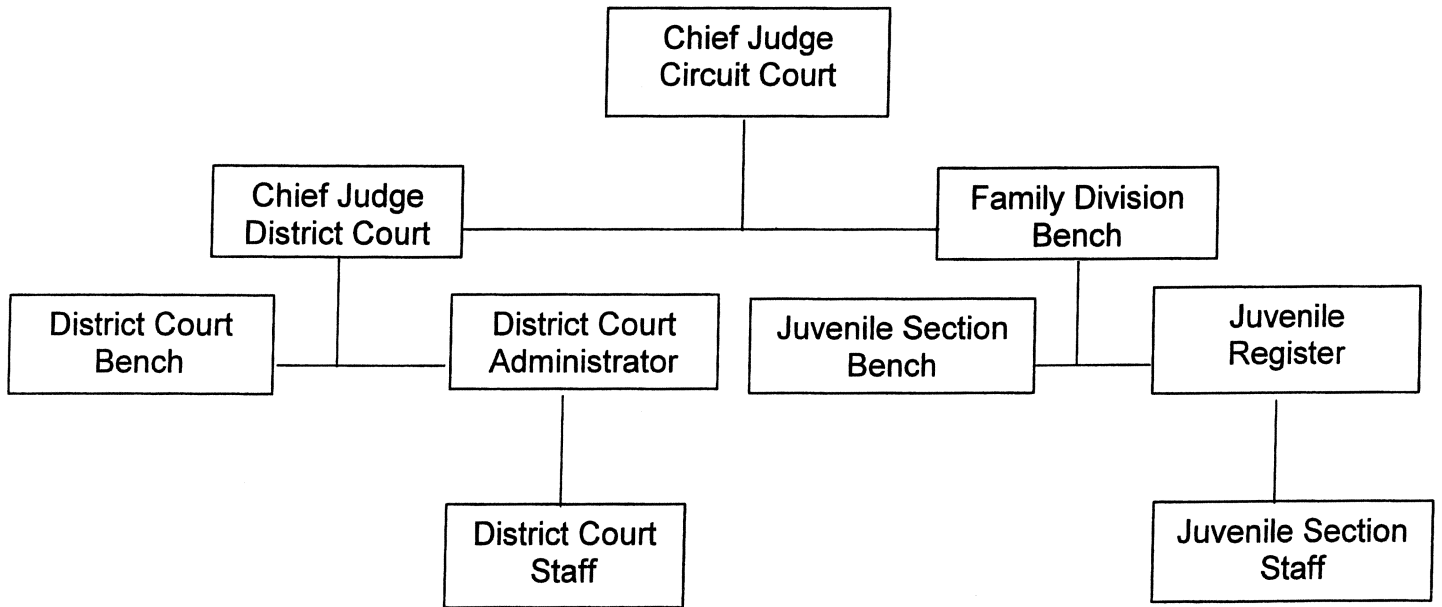 Chief Judge
Circuit Court
Chief Judge
District Court
Family Division
Bench
District Court
Bench
District Court
Administrator
Juvenile Section
Bench
Juvenile
Register
District Court
Staff
Juvenile Section
Staff